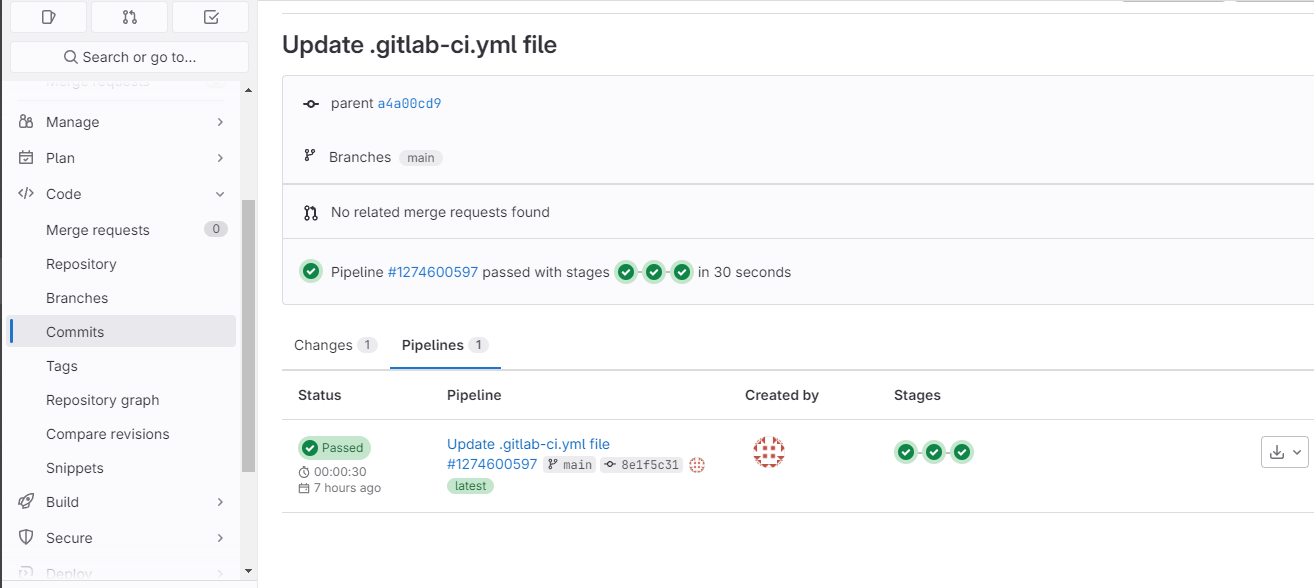 Search or go to...
Merge requests
Manage
Plan
Code
Merge requests 0
Repository
Branches
Commits
Tags
Repository graph
Compare revisions
Snippets
Build
Secure
Deploy
Update .gitlab-ci.yml file
parent a4a00cd9
Branches main
No related merge requests found
Pipeline #1274600597 passed with stages in 30 seconds
Changes 1 Pipelines 1
Status Pipeline Created by Stages
Passed
00:00:30
7 hours ago
Update .gitlab-ci.yml file
#1274600597 main 8e1f5c31
latest